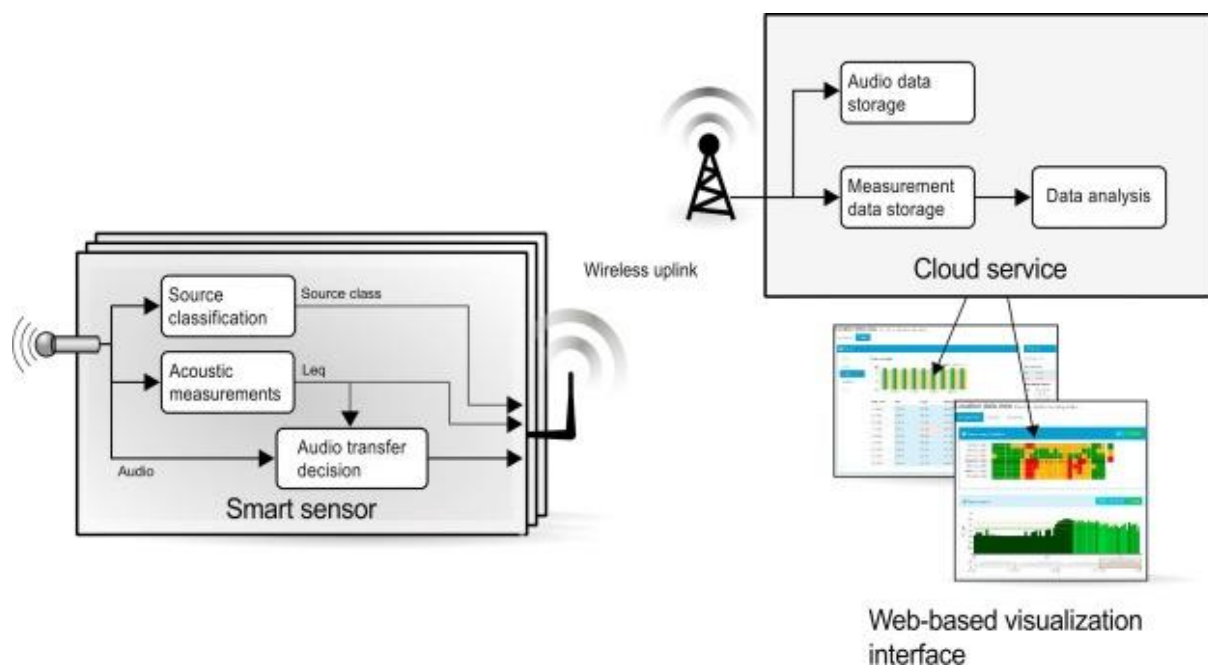 Audio data
storage
Measurement
data storage
Data analysis
Cloud service
Wireless uplink
Source
classification
Source class
Acoustic
measurements
Leq
Audio transfer
decision
Audio
Smart sensor
Web-based visualization
interface